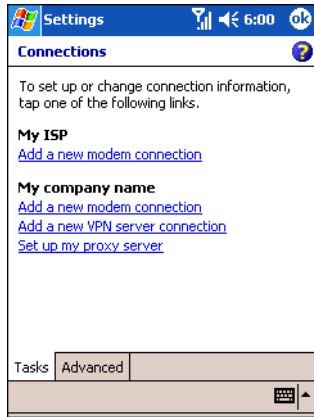 Settings 6:00 ok
Connections ?
To set up or change connection information,
tap one of the following links.
My ISP
Add a new modem connection
My company name
Add a new modem connection
Add a new VPN server connection
Set up my proxy server
Tasks Advanced